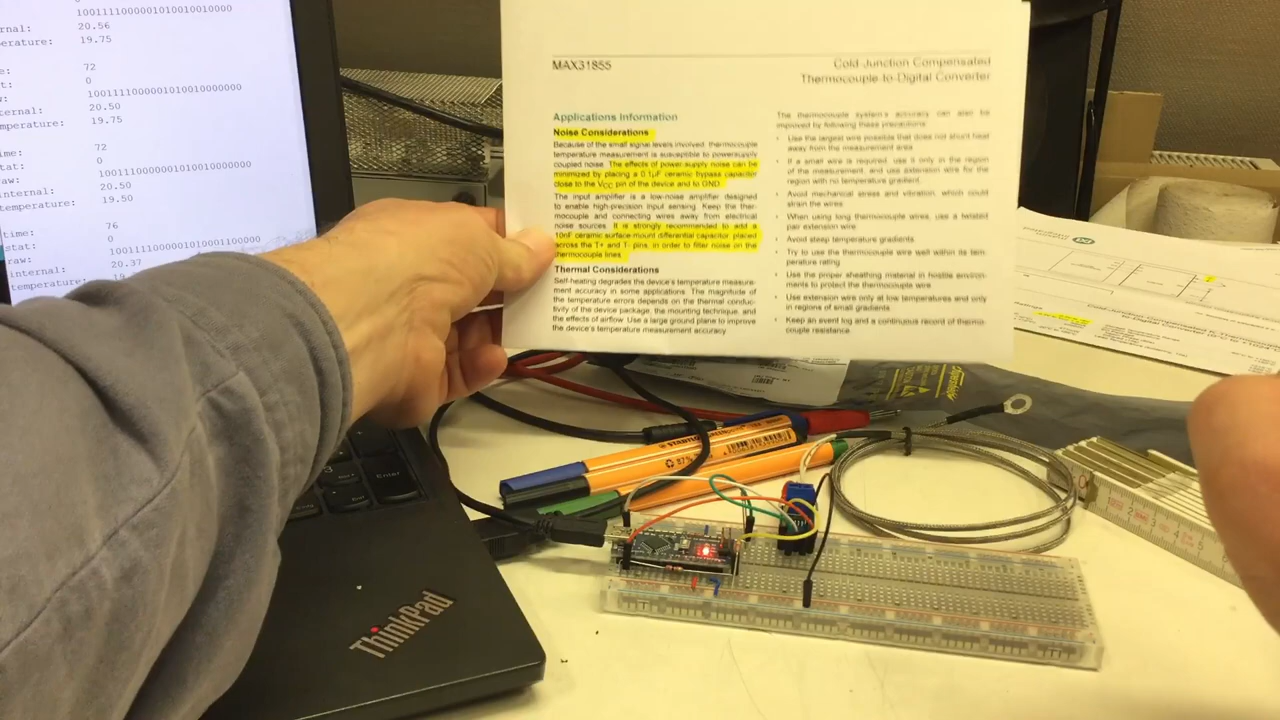 1001111000001010010010000
rnal: 20.56
erature: 19.75
e: 72
t: 0
10011110000010100010000000
ternal: 20.50
mperature: 19.75
ime: 72
stat: 0
raw: 100111100000101001000000
internal: 20.50
temperature: 19.50
time: 76
stat: 0
raw:
internal: 20.37
temperature:
MAX31855
Cold-Junction Compensated
Thermocouple-to-Digital Converter
Applications Information
Noise Considerations
Because of the small signal levels involved, thermocouple
temperature measurement is susceptible to powersupply
coupled noise. The effects of power-supply noise can be
minimized by placing a 0.1µF ceramic bypass capacitor
close to the VCC pin of the device and to GND.
The input amplifier is a low-noise amplifier designed
to enable high-precision input sensing. Keep the ther-
mocouple and connecting wires away from electrical
noise sources. It is strongly recommended to add a
10nF ceramic surface-mount differential capacitor, placed
across the T+ and T- pins, in order to filter noise on the
thermocouple lines.
Thermal Considerations
Self-heating degrades the device's temperature measure-
ment accuracy in some applications. The magnitude of
the temperature errors depends on the thermal conduc-
tivity of the device package, the mounting technique, and
the effects of airflow. Use a large ground plane to improve
the device's temperature measurement accuracy.
The thermocouple system's accuracy can also be
improved by following these precautions:
• Use the largest wire possible that does not shunt heat
away from the measurement area.
• If a small wire is required, use it only in the region
of the measurement, and use extension wire for the
region with no temperature gradient.
• Avoid mechanical stress and vibration, which could
strain the wires.
• When using long thermocouple wires, use a twisted
pair extension wire.
• Avoid steep temperature gradients.
• Try to use the thermocouple wire well within its tem-
perature rating.
• Use the proper sheathing material in hostile environ-
ments to protect the thermocouple wire.
• Use extension wire only at low temperatures and only
in regions of small gradients.
• Keep an event log and a continuous record of thermo-
couple resistance.
Enter
ThinkPad
STABILO